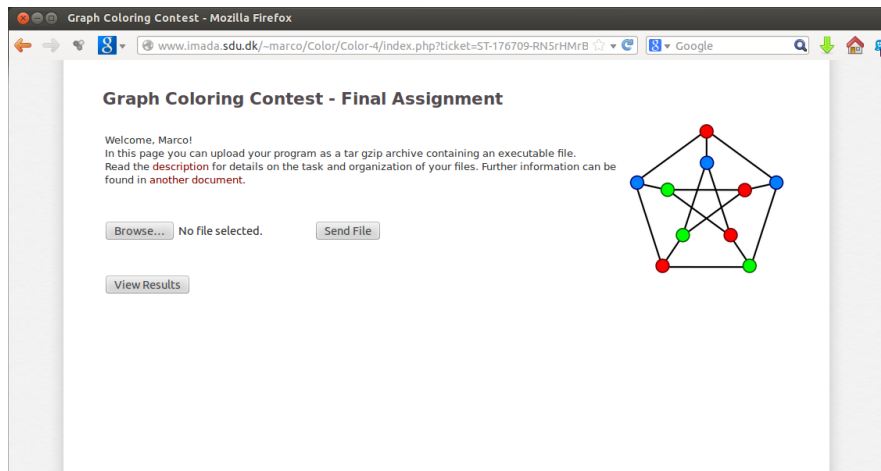 Graph Coloring Contest - Mozilla Firefox
www.imada.sdu.dk/~marco/Color/Color-4/index.php?ticket=ST-176709-RN5rHMrB
Google
Graph Coloring Contest - Final Assignment
Welcome, Marco!
In this page you can upload your program as a tar gzip archive containing an executable file.
Read the description for details on the task and organization of your files. Further information can be
found in another document.
Browse... No file selected. Send File
View Results